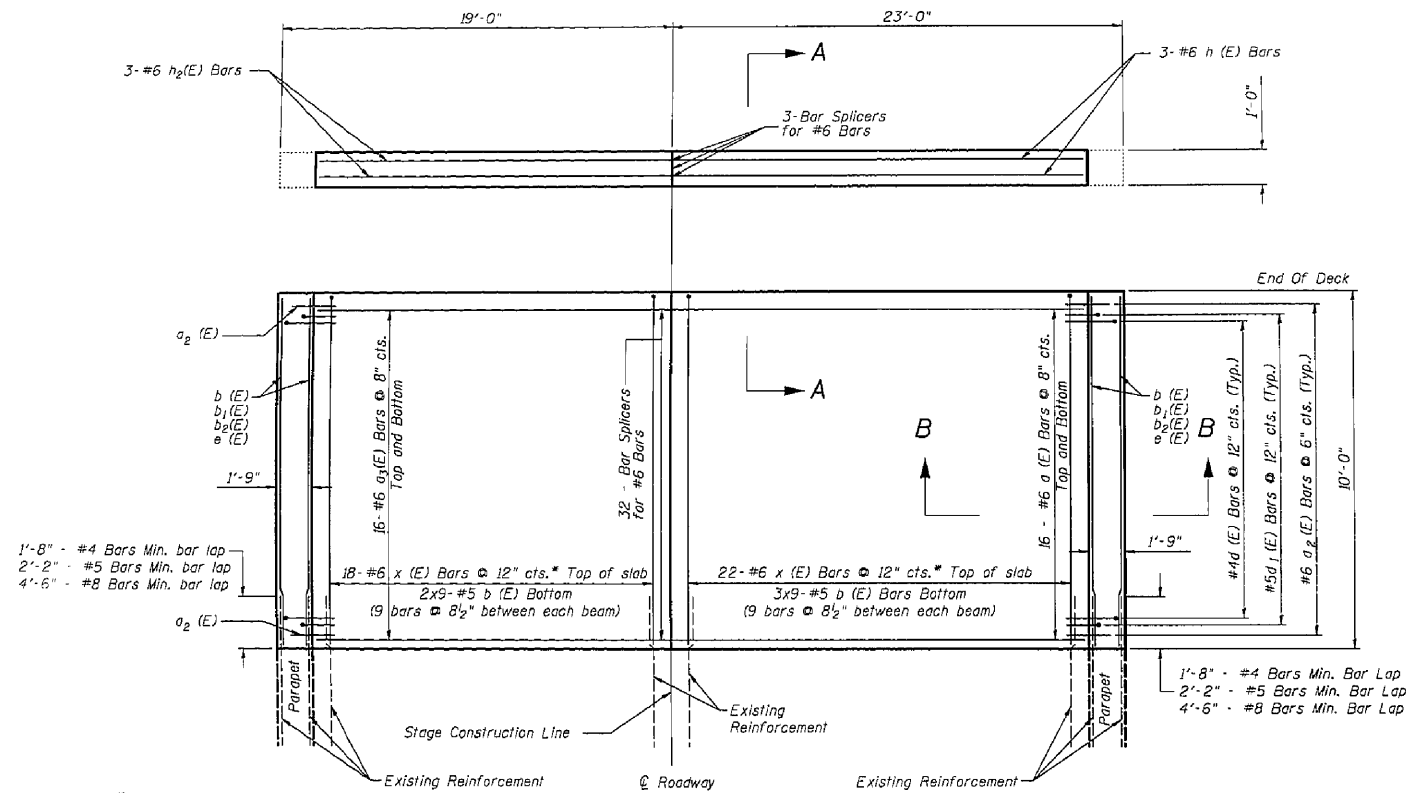 19'-0"
23'-0"
A
3- #6 h2(E) Bars
3- #6 h (E) Bars
3-Bar Splicers
for #6 Bars
1'-0"
End Of Deck
a2 (E)
b (E)
b1(E)
b2(E)
e (E)
1'-9"
16- #6 a3(E) Bars @ 8" cts.
Top and Bottom
32 - Bar Splicers
for #6 Bars
A
B
16 - #6 a (E) Bars @ 8" cts.
Top and Bottom
b (E)
b1(E)
b2(E)
e (E)
B
#4d (E) Bars @ 12" cts. (Typ.)
#5d1 (E) Bars @ 12" cts. (Typ.)
#6 a2 (E) Bars @ 6" cts. (Typ.)
10'-0"
1'-9"
1'-8" - #4 Bars Min. bar lap
2'-2" - #5 Bars Min. bar lap
4'-6" - #8 Bars Min. bar lap
18-#6 x (E) Bars @ 12" cts.* Top of slab
2x9-#5 b (E) Bottom
(9 bars @ 8½" between each beam)
22-#6 x (E) Bars @ 12" cts.* Top of slab
3x9-#5 b (E) Bars Bottom
(9 bars @ 8½" between each beam)
a2 (E)
Parapet
Parapet
1'-8" - #4 Bars Min. Bar Lap
2'-2" - #5 Bars Min. Bar Lap
4'-6" - #8 Bars Min. Bar Lap
Stage Construction Line
Existing
Reinforcement
Existing Reinforcement
℄ Roadway
Existing Reinforcement